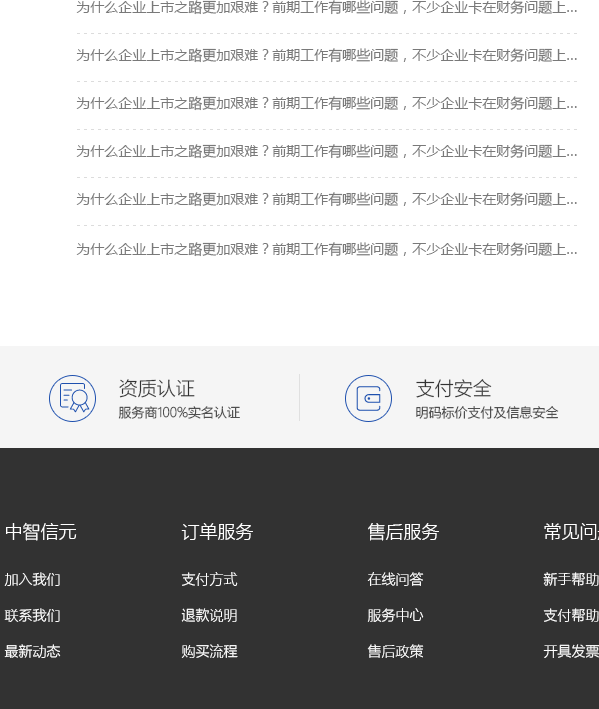 为什么企业上市之路更加艰难？前期工作有哪些问题，不少企业卡在财务问题上...
为什么企业上市之路更加艰难？前期工作有哪些问题，不少企业卡在财务问题上...
为什么企业上市之路更加艰难？前期工作有哪些问题，不少企业卡在财务问题上...
为什么企业上市之路更加艰难？前期工作有哪些问题，不少企业卡在财务问题上...
为什么企业上市之路更加艰难？前期工作有哪些问题，不少企业卡在财务问题上...
为什么企业上市之路更加艰难？前期工作有哪些问题，不少企业卡在财务问题上...
资质认证
服务商100%实名认证
支付安全
明码标价支付及信息安全
中智信元
加入我们
联系我们
最新动态
订单服务
支付方式
退款说明
购买流程
售后服务
在线问答
服务中心
售后政策
常见问
新手帮助
支付帮助
开具发票